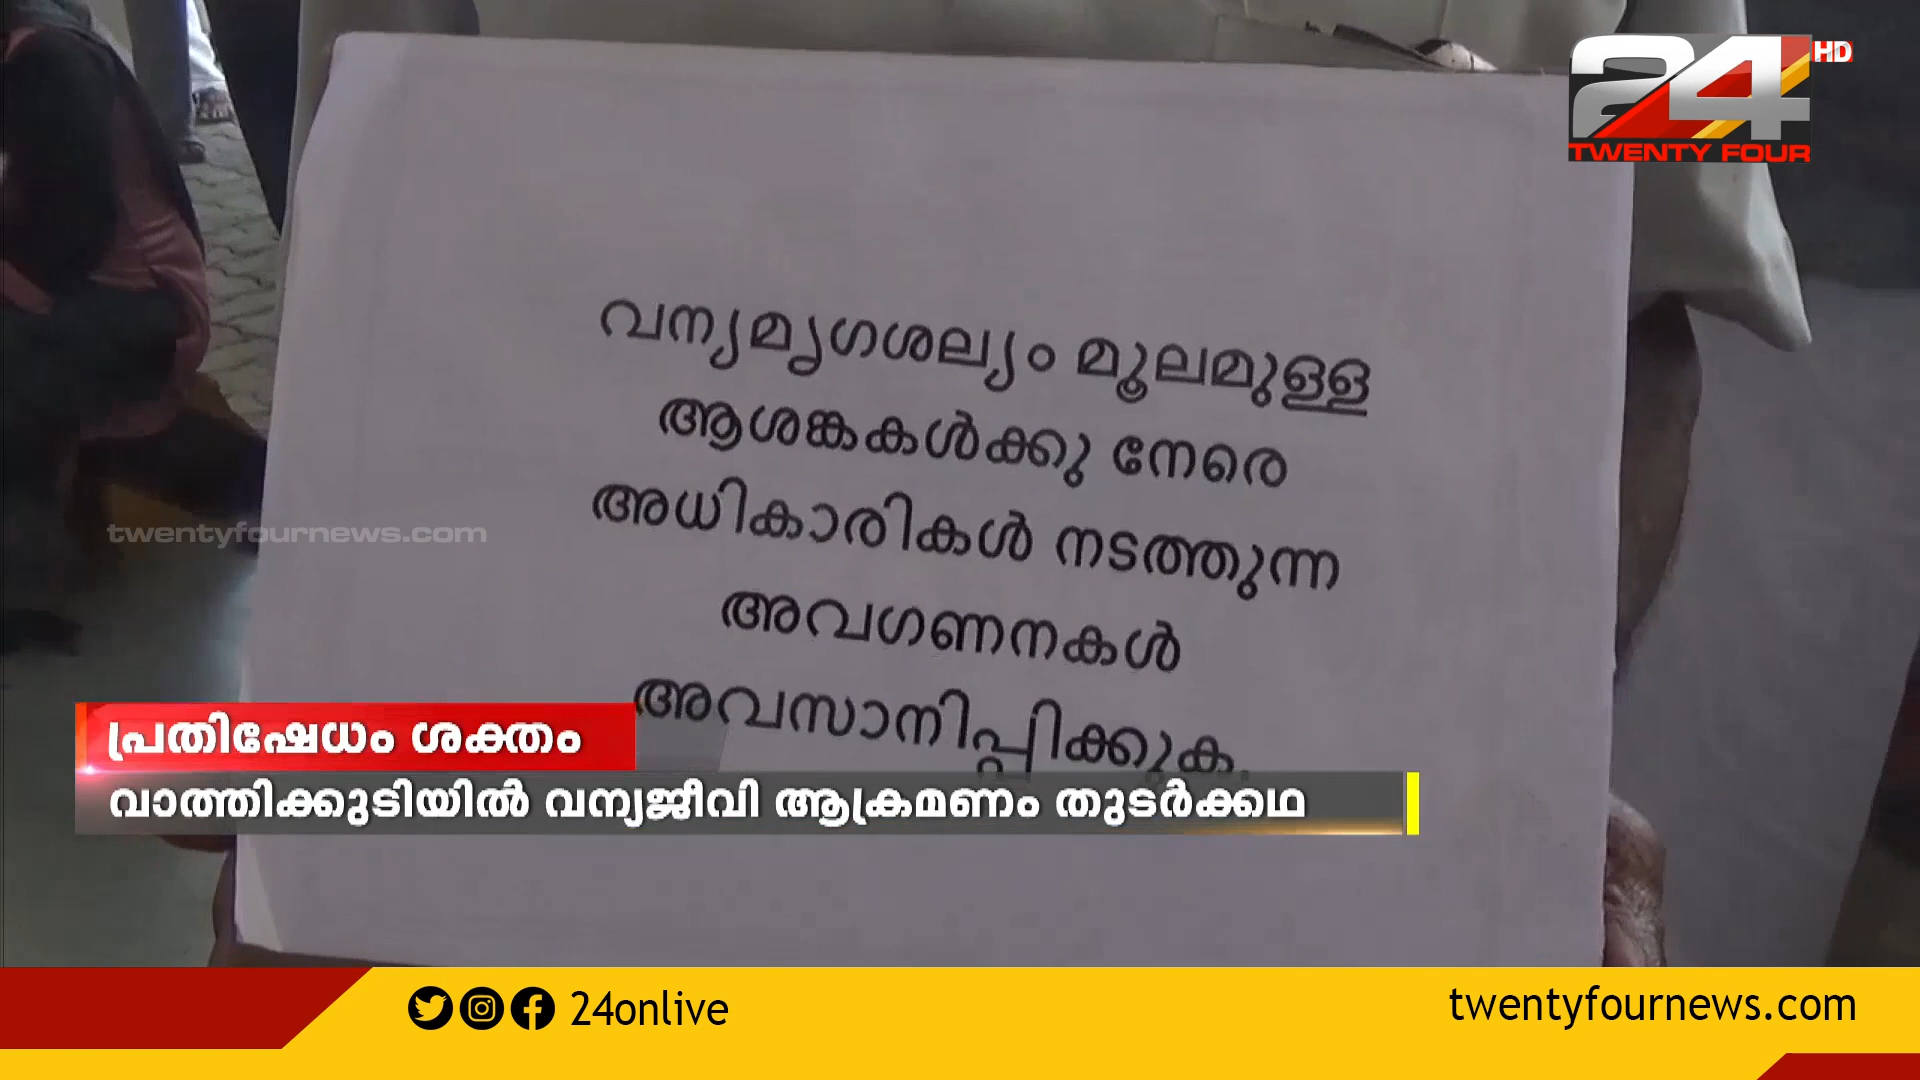 24 HD
TWENTY FOUR
വന്യമൃഗശല്യം മൂലമുള്ള
ആശങ്കകൾക്കു നേരെ
അധികാരികൾ നടത്തുന്ന
അവഗണനകൾ
അവസാനിപ്പിക്കുക.
twentyfournews.com
പ്രതിഷേധം ശക്തം
വാത്തിക്കുടിയിൽ വന്യജീവി ആക്രമണം തുടർക്കഥ
24onlive
twentyfournews.com